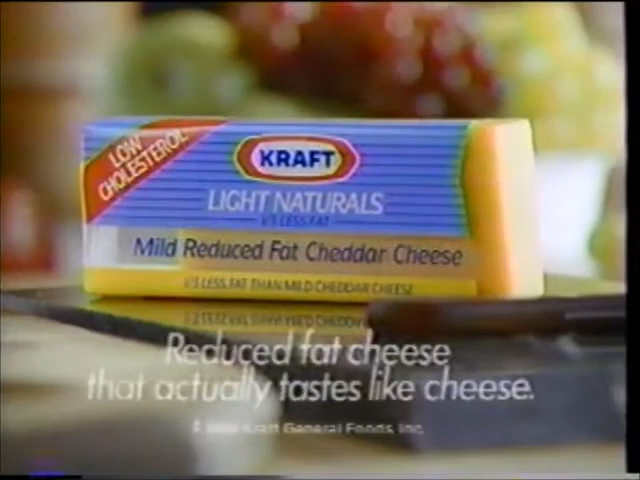 LOW
CHOLESTEROL
KRAFT
LIGHT NATURALS
1/3 LESS FAT
Mild Reduced Fat Cheddar Cheese
1/3 LESS FAT THAN MILD CHEDDAR CHEESE
Reduced fat cheese
that actually tastes like cheese.
Kraft General Foods, Inc.